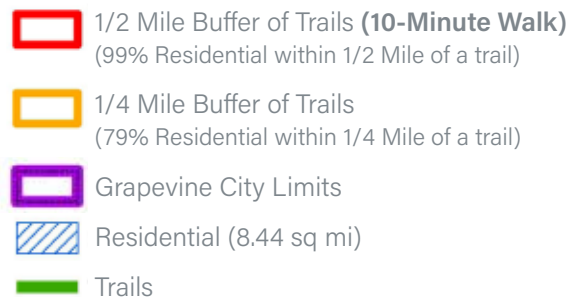 1/2 Mile Buffer of Trails (10-Minute Walk)
(99% Residential within 1/2 Mile of a trail)
1/4 Mile Buffer of Trails
(79% Residential within 1/4 Mile of a trail)
Grapevine City Limits
Residential (8.44 sq mi)
Trails